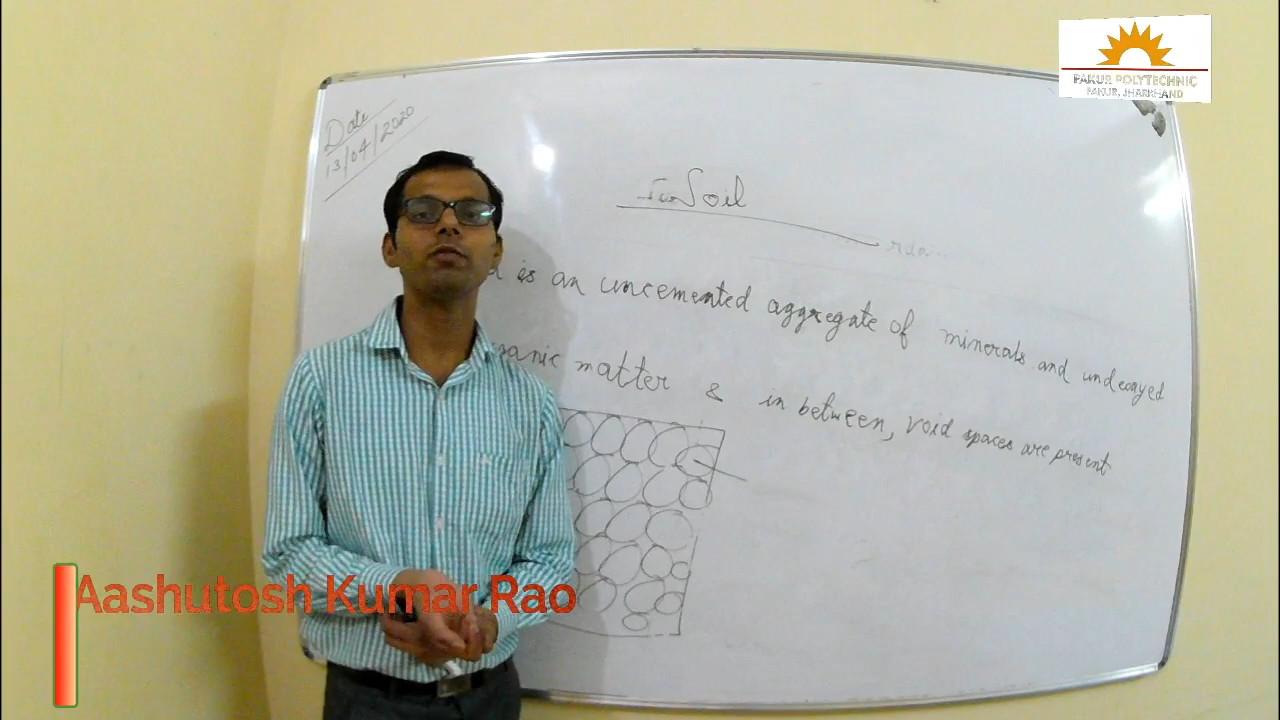 PAKUR POLYTECHNIC
PAKUR, JHARKHAND
Date
13/04/2020
Soil
is an uncemented aggregate of minerals and undecayed
matter & in between, void spaces are present
Aashutosh Kumar Rao